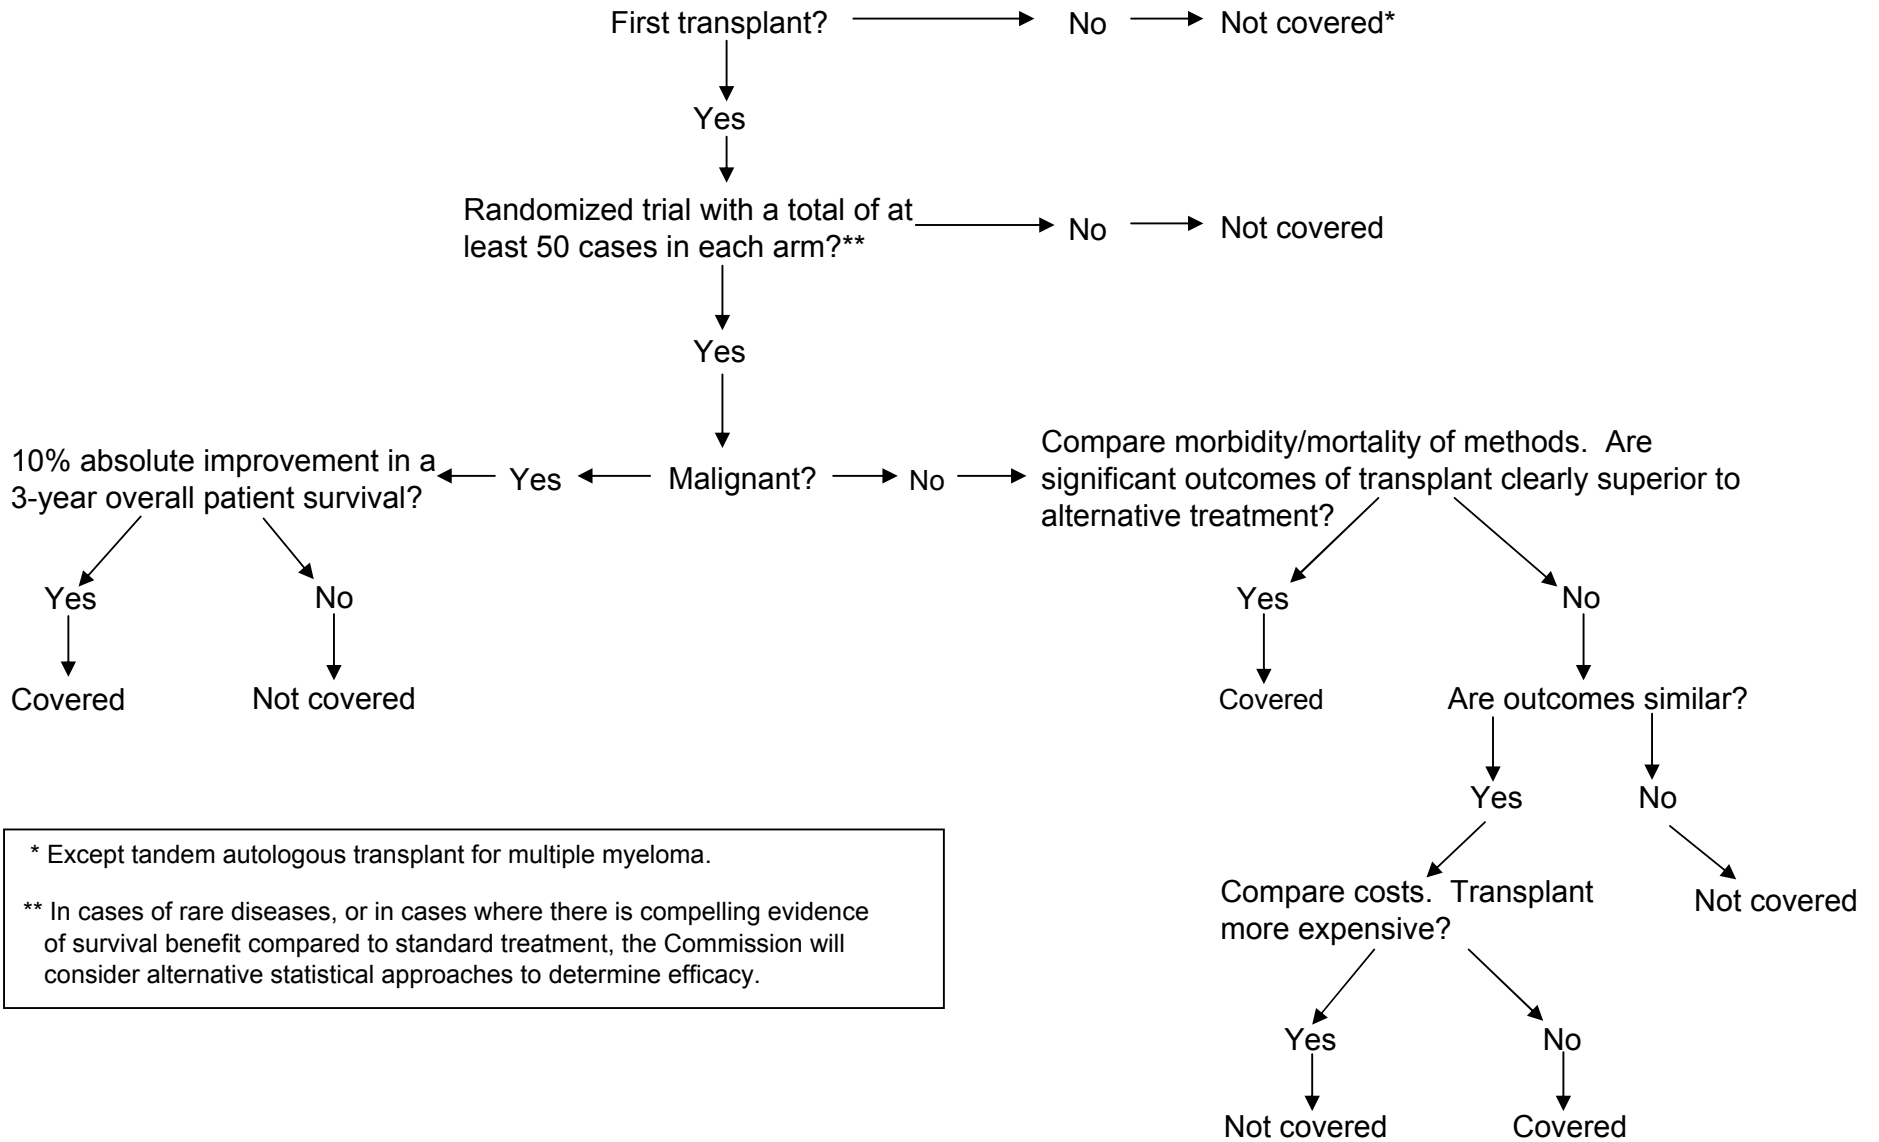 First transplant? No Not covered*
Yes
Randomized trial with a total of at
least 50 cases in each arm?**
No Not covered
Yes
10% absolute improvement in a
3-year overall patient survival?
Yes Malignant? No
Compare morbidity/mortality of methods. Are
significant outcomes of transplant clearly superior to
alternative treatment?
Yes No
Covered Not covered
Yes No
Covered Are outcomes similar?
Yes No
Compare costs. Transplant
more expensive?
Not covered
Yes No
Not covered Covered
* Except tandem autologous transplant for multiple myeloma.
** In cases of rare diseases, or in cases where there is compelling evidence
of survival benefit compared to standard treatment, the Commission will
consider alternative statistical approaches to determine efficacy.